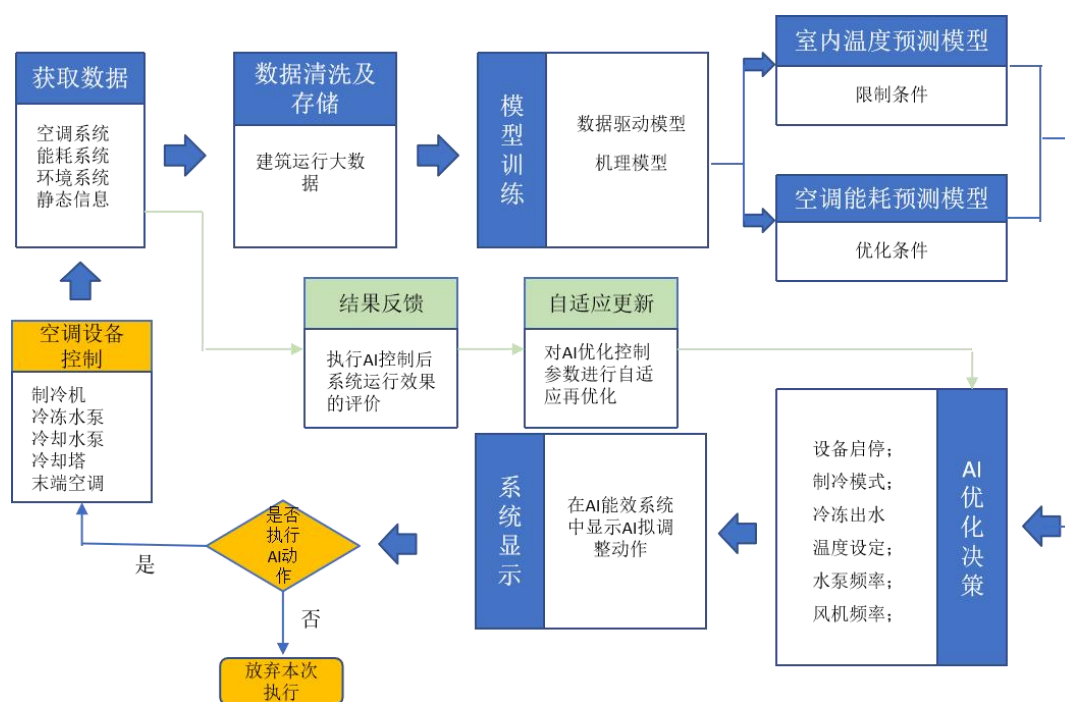 获取数据
空调系统
能耗系统
环境系统
静态信息
数据清洗及
存储
建筑运行大数
据
模型训练
数据驱动模型
机理模型
室内温度预测模型
限制条件
空调能耗预测模型
优化条件
结果反馈
执行AI控制后
系统运行效果
的评价
自适应更新
对AI优化控制
参数进行自适
应再优化
空调设备
控制
制冷机
冷冻水泵
冷却水泵
冷却塔
末端空调
是否
执行
AI动
作
是
否
放弃本次
执行
系统显示
在AI能效系统
中显示AI拟调
整动作
设备启停；
制冷模式；
冷冻出水
温度设定；
水泵频率；
风机频率；
AI优化决策